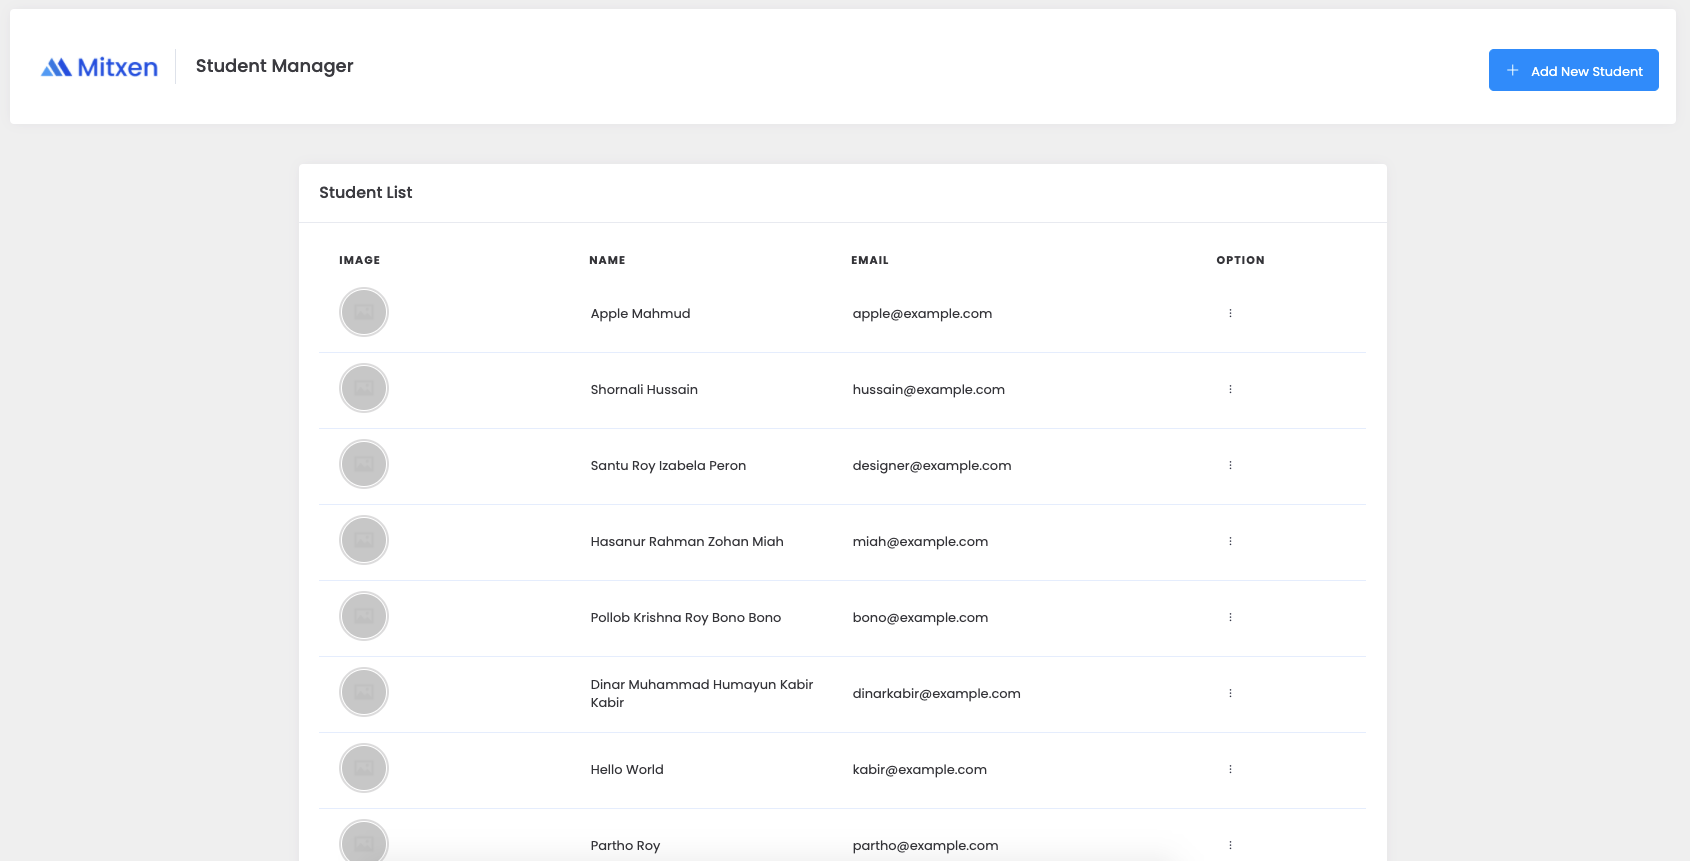 Mitxen
Student Manager
Add New Student
Student List
IMAGE NAME EMAIL OPTION
Apple Mahmud apple@example.com
Shornali Hussain hussain@example.com
Santu Roy Izabela Peron designer@example.com
Hasanur Rahman Zohan Miah miah@example.com
Pollob Krishna Roy Bono Bono bono@example.com
Dinar Muhammad Humayun Kabir
Kabir
dinarkabir@example.com
Hello World kabir@example.com
Partho Roy partho@example.com